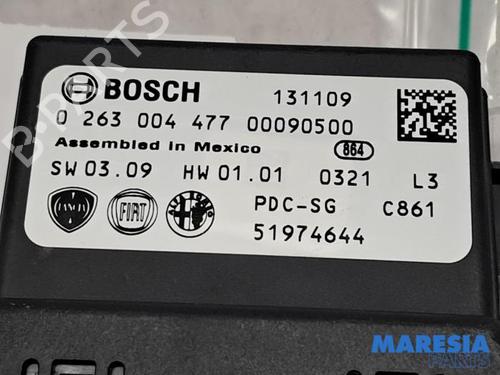 BOSCH 131109
0 263 004 477 00090500
Assembled in Mexico 864
SW 03.09 HW 01.01 0321 L3
LANCIA FIAT ALFA ROMEO PDC-SG C861
51974644
B-PARTS
MARESIA
PARTS